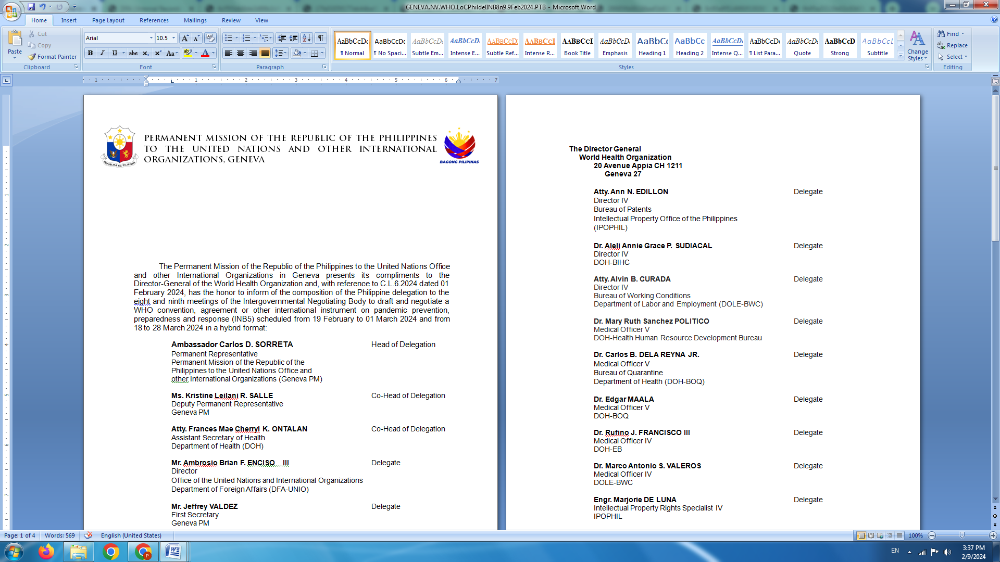 GENEVA.NV.WHO.LoCPhildelINB8n9.9Feb2024.PTB - Microsoft Word
Home Insert Page Layout References Mailings Review View
Paste
Cut
Copy
Format Painter
Clipboard
Arial 10.5
Font
Paragraph
AaBbCcDc AaBbCcDc AaBbCcDc AaBbCcDc AaBbCcDc AaBbCcI AaBbCcI AaBbCcDc AaBbCc AaBbCc AaBbCcDc AaBbCcDc AaBbCcDc AaBbCcD AaBbCcL
¶ Normal ¶ No Spaci... Subtle Em... Intense E... Subtle Ref... Intense R... Book Title Emphasis Heading 1 Heading 2 Intense Q... ¶ List Para... Quote Strong Subtitle
Change Styles
Styles
Find
Replace
Select
Editing
REPUBLIKA NG PILIPINAS
PERMANENT MISSION OF THE REPUBLIC OF THE PHILIPPINES
TO THE UNITED NATIONS AND OTHER INTERNATIONAL
ORGANIZATIONS, GENEVA
BAGONG PILIPINAS
The Permanent Mission of the Republic of the Philippines to the United Nations Office
and other International Organizations in Geneva presents its compliments to the
Director-General of the World Health Organization and, with reference to C.L.6.2024 dated 01
February 2024, has the honor to inform of the composition of the Philippine delegation to the
eight and ninth meetings of the Intergovernmental Negotiating Body to draft and negotiate a
WHO convention, agreement or other international instrument on pandemic prevention,
preparedness and response (INB5) scheduled from 19 February to 01 March 2024 and from
18 to 28 March 2024 in a hybrid format:
Ambassador Carlos D. SORRETA Head of Delegation
Permanent Representative
Permanent Mission of the Republic of the
Philippines to the United Nations Office and
other International Organizations (Geneva PM)
Ms. Kristine Leilani R. SALLE Co-Head of Delegation
Deputy Permanent Representative
Geneva PM
Atty. Frances Mae Cherryl K. ONTALAN Co-Head of Delegation
Assistant Secretary of Health
Department of Health (DOH)
Mr. Ambrosio Brian F. ENCISO III Delegate
Director
Office of the United Nations and International Organizations
Department of Foreign Affairs (DFA-UNIO)
Mr. Jeffrey VALDEZ Delegate
First Secretary
Geneva PM
The Director General
World Health Organization
20 Avenue Appia CH 1211
Geneva 27
Atty. Ann N. EDILLON Delegate
Director IV
Bureau of Patents
Intellectual Property Office of the Philippines
(IPOPHIL)
Dr. Aleli Annie Grace P. SUDIACAL Delegate
Director IV
DOH-BIHC
Atty. Alvin B. CURADA Delegate
Director IV
Bureau of Working Conditions
Department of Labor and Employment (DOLE-BWC)
Dr. Mary Ruth Sanchez POLITICO Delegate
Medical Officer V
DOH-Health Human Resource Development Bureau
Dr. Carlos B. DELA REYNA JR. Delegate
Medical Officer V
Bureau of Quarantine
Department of Health (DOH-BOQ)
Dr. Edgar MAALA Delegate
Medical Officer V
DOH-BOQ
Dr. Rufino J. FRANCISCO III Delegate
Medical Officer IV
DOH-EB
Dr. Marco Antonio S. VALEROS Delegate
Medical Officer IV
DOLE-BWC
Engr. Marjorie DE LUNA Delegate
Intellectual Property Rights Specialist IV
IPOPHIL
Page: 1 of 4 Words: 569 English (United States) 100%
EN 3:37 PM
2/9/2024